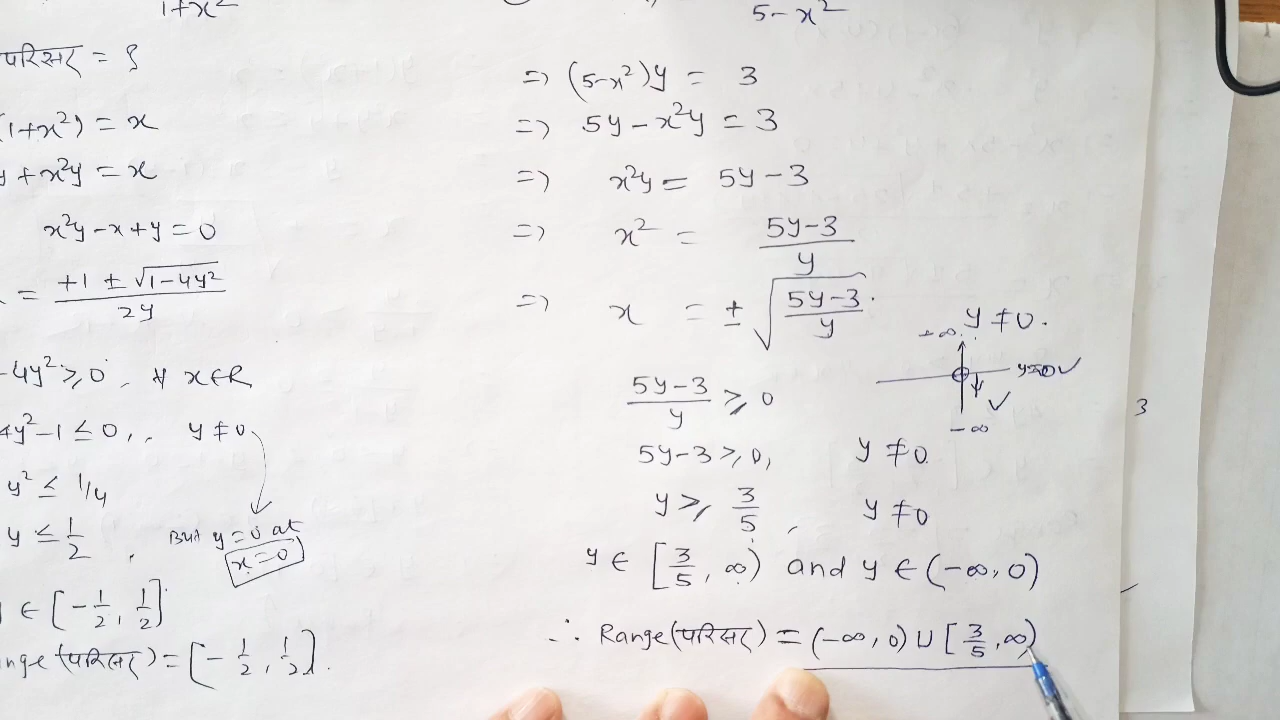 1+x²
परिसर = ?
(1+x²) = x
y + x²y = x
x²y - x + y = 0
= +1 ± √1-4y² / 2y
-4y² ≥ 0, ∀ x ∈ R
4y² - 1 ≤ 0, , y ≠ 0
y² ≤ 1/4
y ≤ 1/2 , But y = 0 at
x = 0
∈ [-1/2, 1/2]
nge (परिसर) = [-1/2, 1/2].
5-x²
=> (5-x²)y = 3
=> 5y - x²y = 3
=> x²y = 5y - 3
=> x² = 5y-3 / y
=> x = ± √5y-3 / y
y ≠ 0.
+∞
-∞
5y-3 / y ≥ 0
5y-3 ≥ 0, y ≠ 0
y ≥ 3/5, y ≠ 0
y ∈ [3/5, ∞) and y ∈ (-∞, 0)
∴ Range (परिसर) = (-∞, 0) ∪ [3/5, ∞)
3